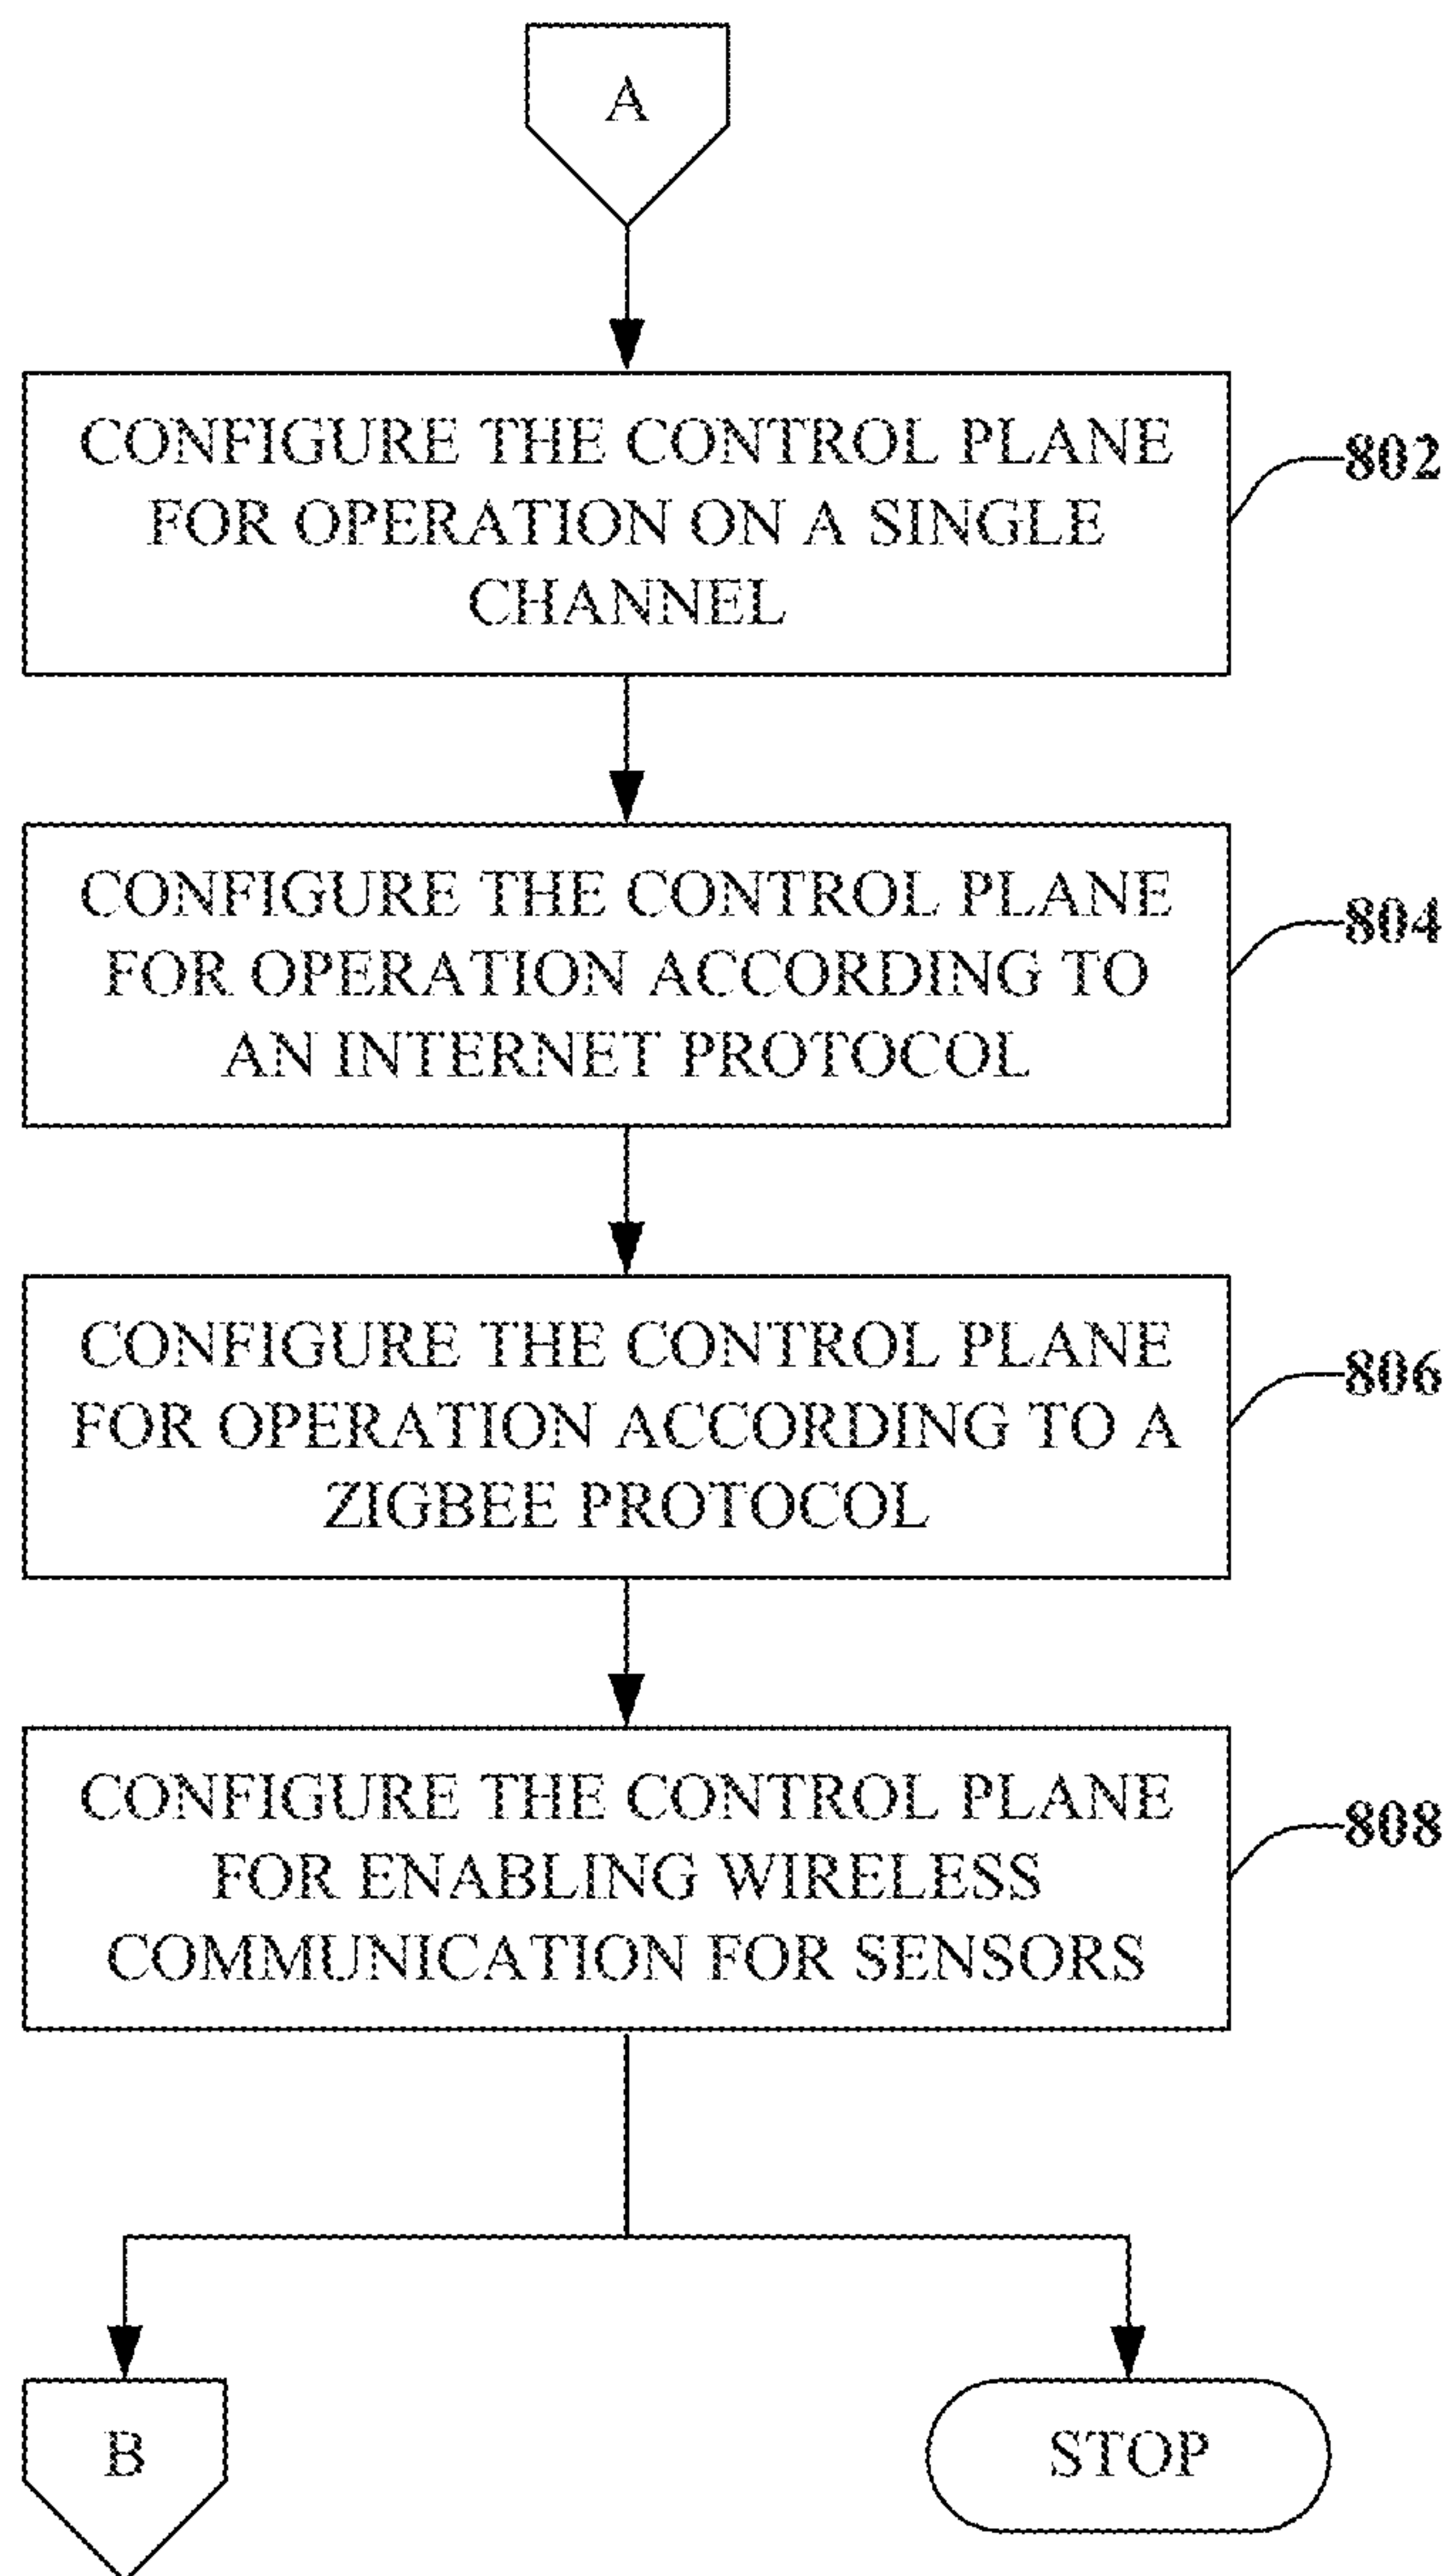 A
CONFIGURE THE CONTROL PLANE
FOR OPERATION ON A SINGLE
CHANNEL
802
CONFIGURE THE CONTROL PLANE
FOR OPERATION ACCORDING TO
AN INTERNET PROTOCOL
804
CONFIGURE THE CONTROL PLANE
FOR OPERATION ACCORDING TO A
ZIGBEE PROTOCOL
806
CONFIGURE THE CONTROL PLANE
FOR ENABLING WIRELESS
COMMUNICATION FOR SENSORS
808
B
STOP